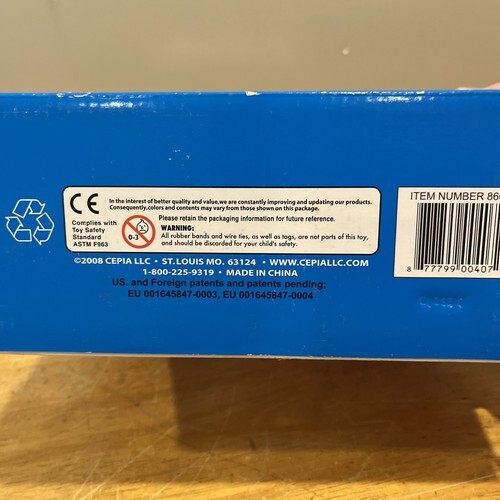 CE
In the interest of better quality and value,we are constantly improving and updating our products.
Consequently,colors and contents may vary from those shown on this package.
Complies with
Toy Safety
Standard
ASTM F963
0-3
Please retain the packaging information for future reference.
WARNING:
All rubber bands and wire ties, as well as tags, are not parts of this toy,
and should be discarded for your child's safety.
©2008 CEPIA LLC • ST.LOUIS MO. 63124 • WWW.CEPIALLC.COM
1-800-225-9319 • MADE IN CHINA
US. and Foreign patents and patents pending:
EU 001645847-0003, EU 001645847-0004
ITEM NUMBER 86
8 77799 00407